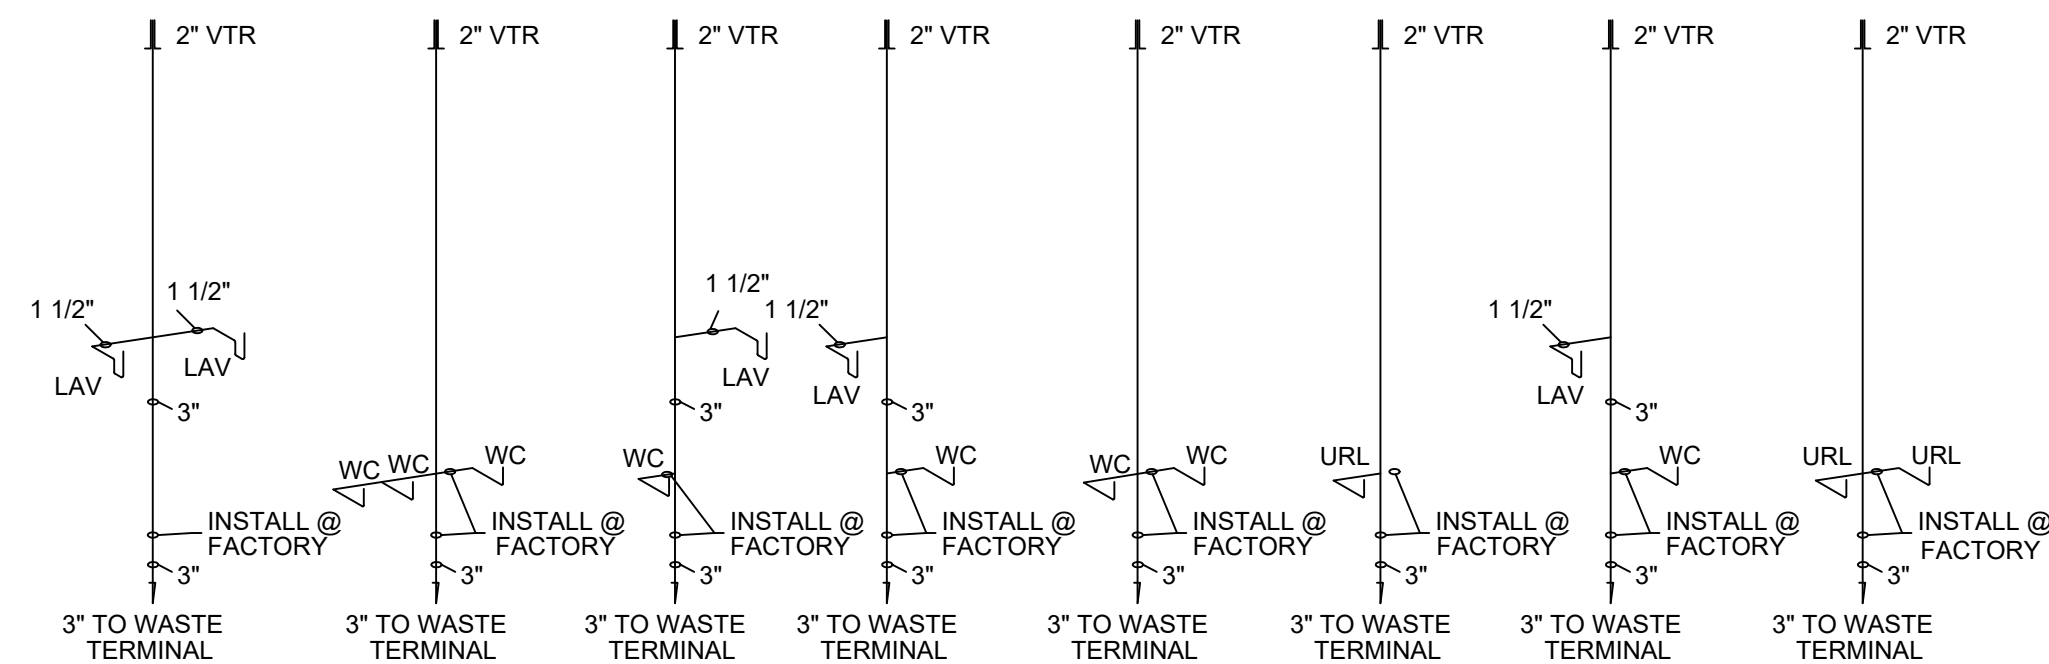 2" VTR
2" VTR
2" VTR
2" VTR
2" VTR
2" VTR
2" VTR
2" VTR
1 1/2"
1 1/2"
LAV
LAV
3"
INSTALL @
FACTORY
3"
3" TO WASTE
TERMINAL
WC
WC
WC
INSTALL @
FACTORY
3"
3" TO WASTE
TERMINAL
1 1/2"
LAV
3"
WC
INSTALL @
FACTORY
3"
3" TO WASTE
TERMINAL
1 1/2"
LAV
3"
WC
INSTALL @
FACTORY
3"
3" TO WASTE
TERMINAL
WC
WC
INSTALL @
FACTORY
3"
3" TO WASTE
TERMINAL
URL
INSTALL @
FACTORY
3"
3" TO WASTE
TERMINAL
1 1/2"
LAV
3"
WC
INSTALL @
FACTORY
3"
3" TO WASTE
TERMINAL
URL
URL
INSTALL @
FACTORY
3"
3" TO WASTE
TERMINAL